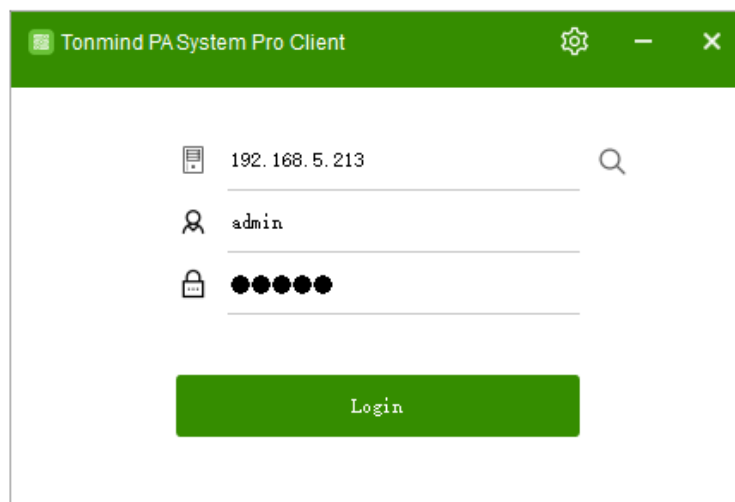 Tonmind PA System Pro Client
192.168.5.213
admin
●●●●●
Login